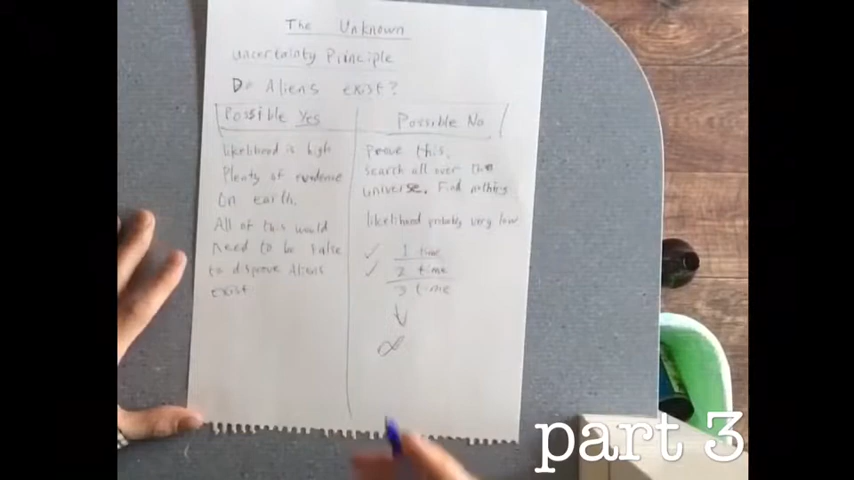 The Unknown
uncertainty Principle
Do Aliens exist?
Possible Yes
likelihood is high
Plenty of evedence
on earth.
All of this would
need to be false
to disprove Aliens
exist
Possible No
Prove this.
search all over the
universe. Find nothing
likelihood probably very low
✓ 1 time
✓ 2 time
3 time
↓
∞
part 3